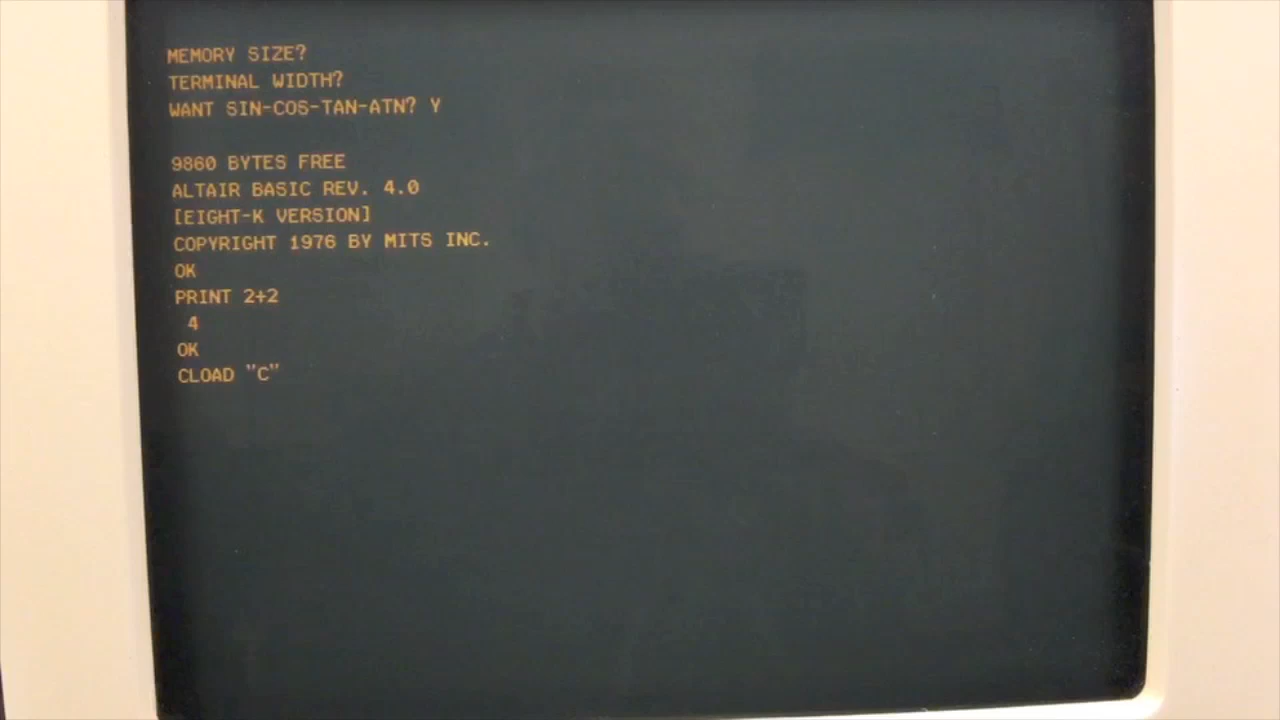 MEMORY SIZE?
TERMINAL WIDTH?
WANT SIN-COS-TAN-ATN? Y
9860 BYTES FREE
ALTAIR BASIC REV. 4.0
[EIGHT-K VERSION]
COPYRIGHT 1976 BY MITS INC.
OK
PRINT 2+2
4
OK
CLOAD "C"